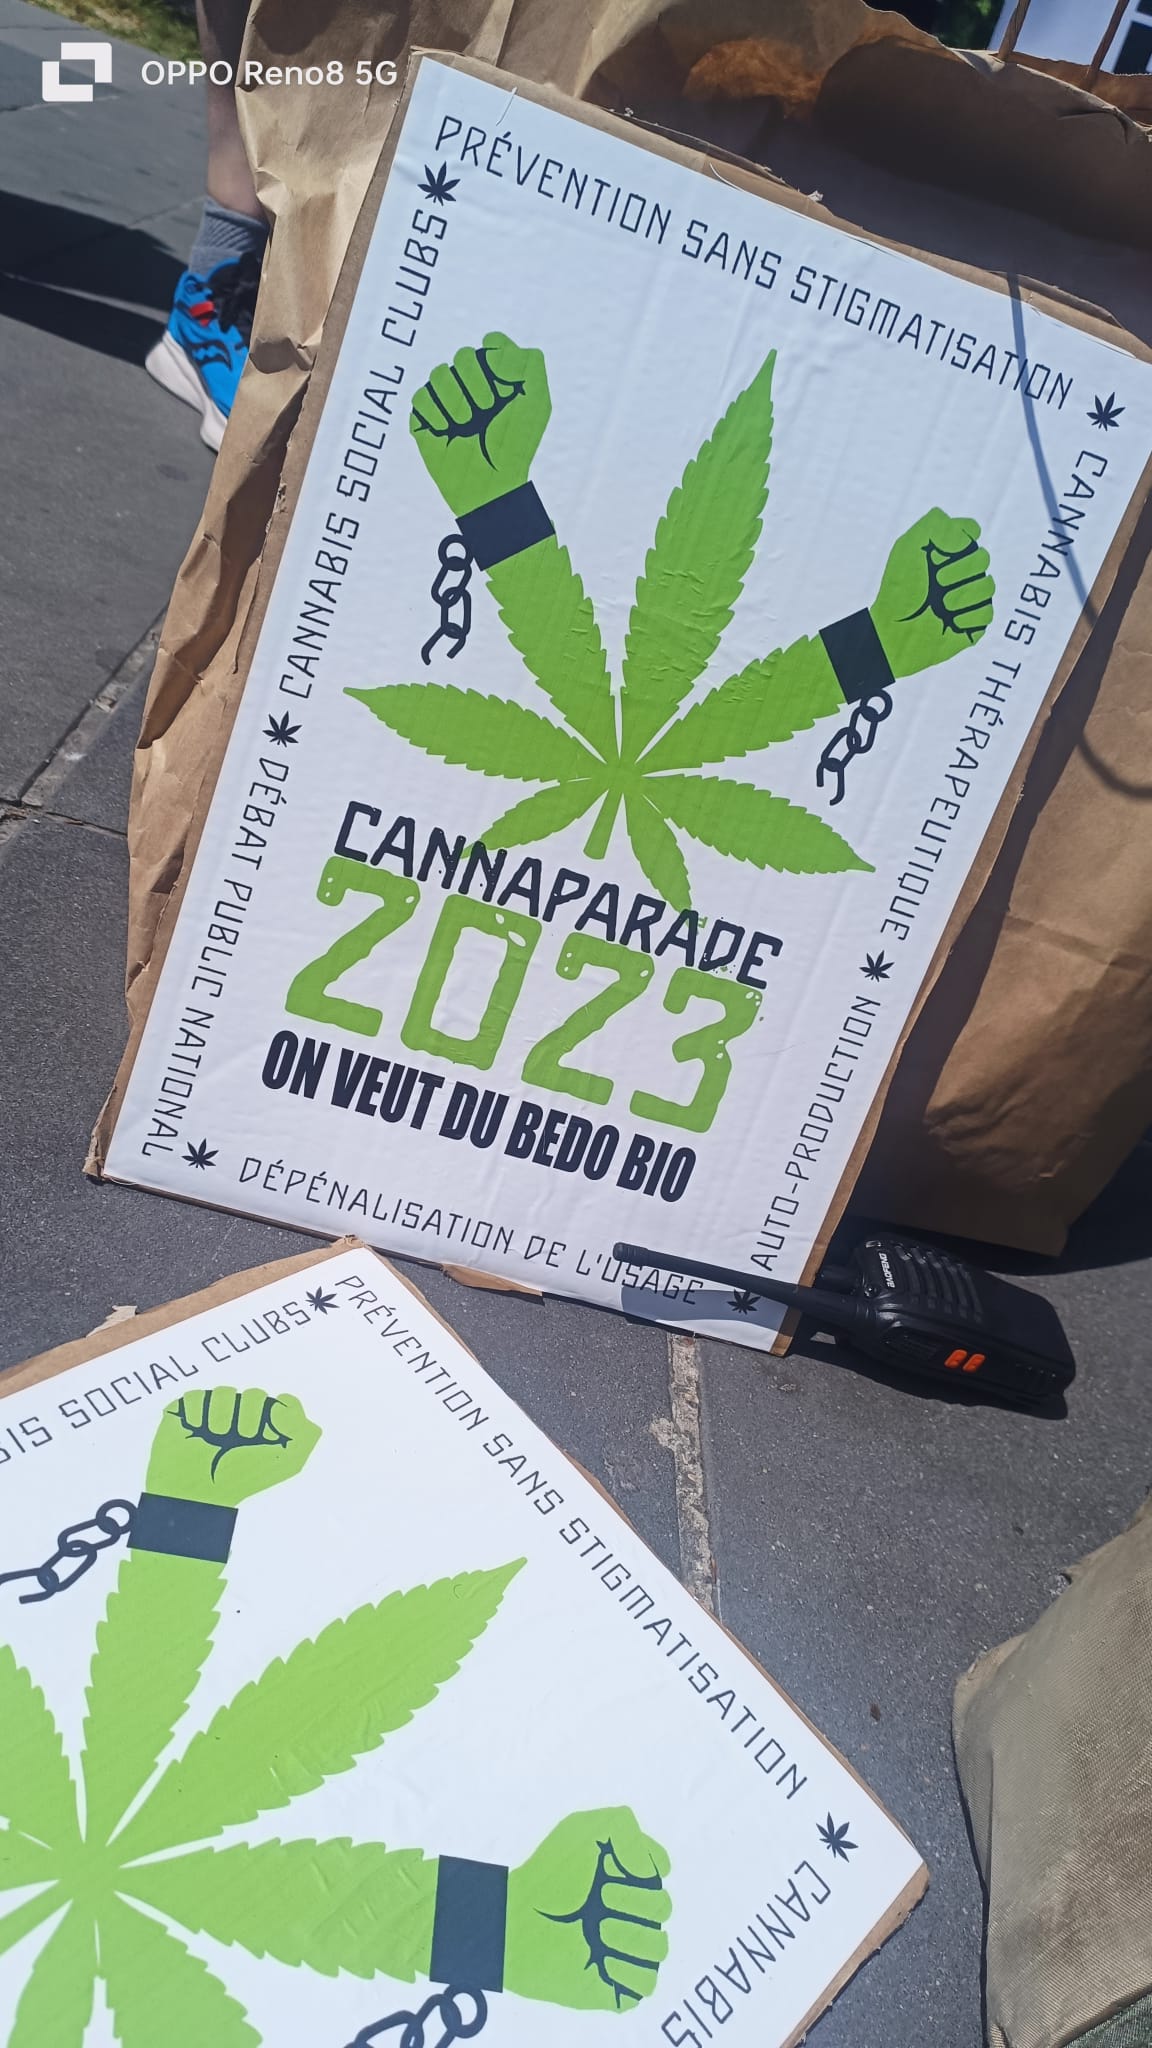 OPPO Reno8 5G
PRÉVENTION SANS STIGMATISATION
CANNABIS THÉRAPEUTIQUE
AUTO-PRODUCTION
CANNABIS SOCIAL CLUBS
DÉBAT PUBLIC NATIONAL
CANNAPARADE
2023
ON VEUT DU BEDO BIO
DÉPÉNALISATION DE L'USAGE
BAOFENG
SOCIAL CLUBS
PRÉVENTION SANS STIGMATISATION
CANNABIS